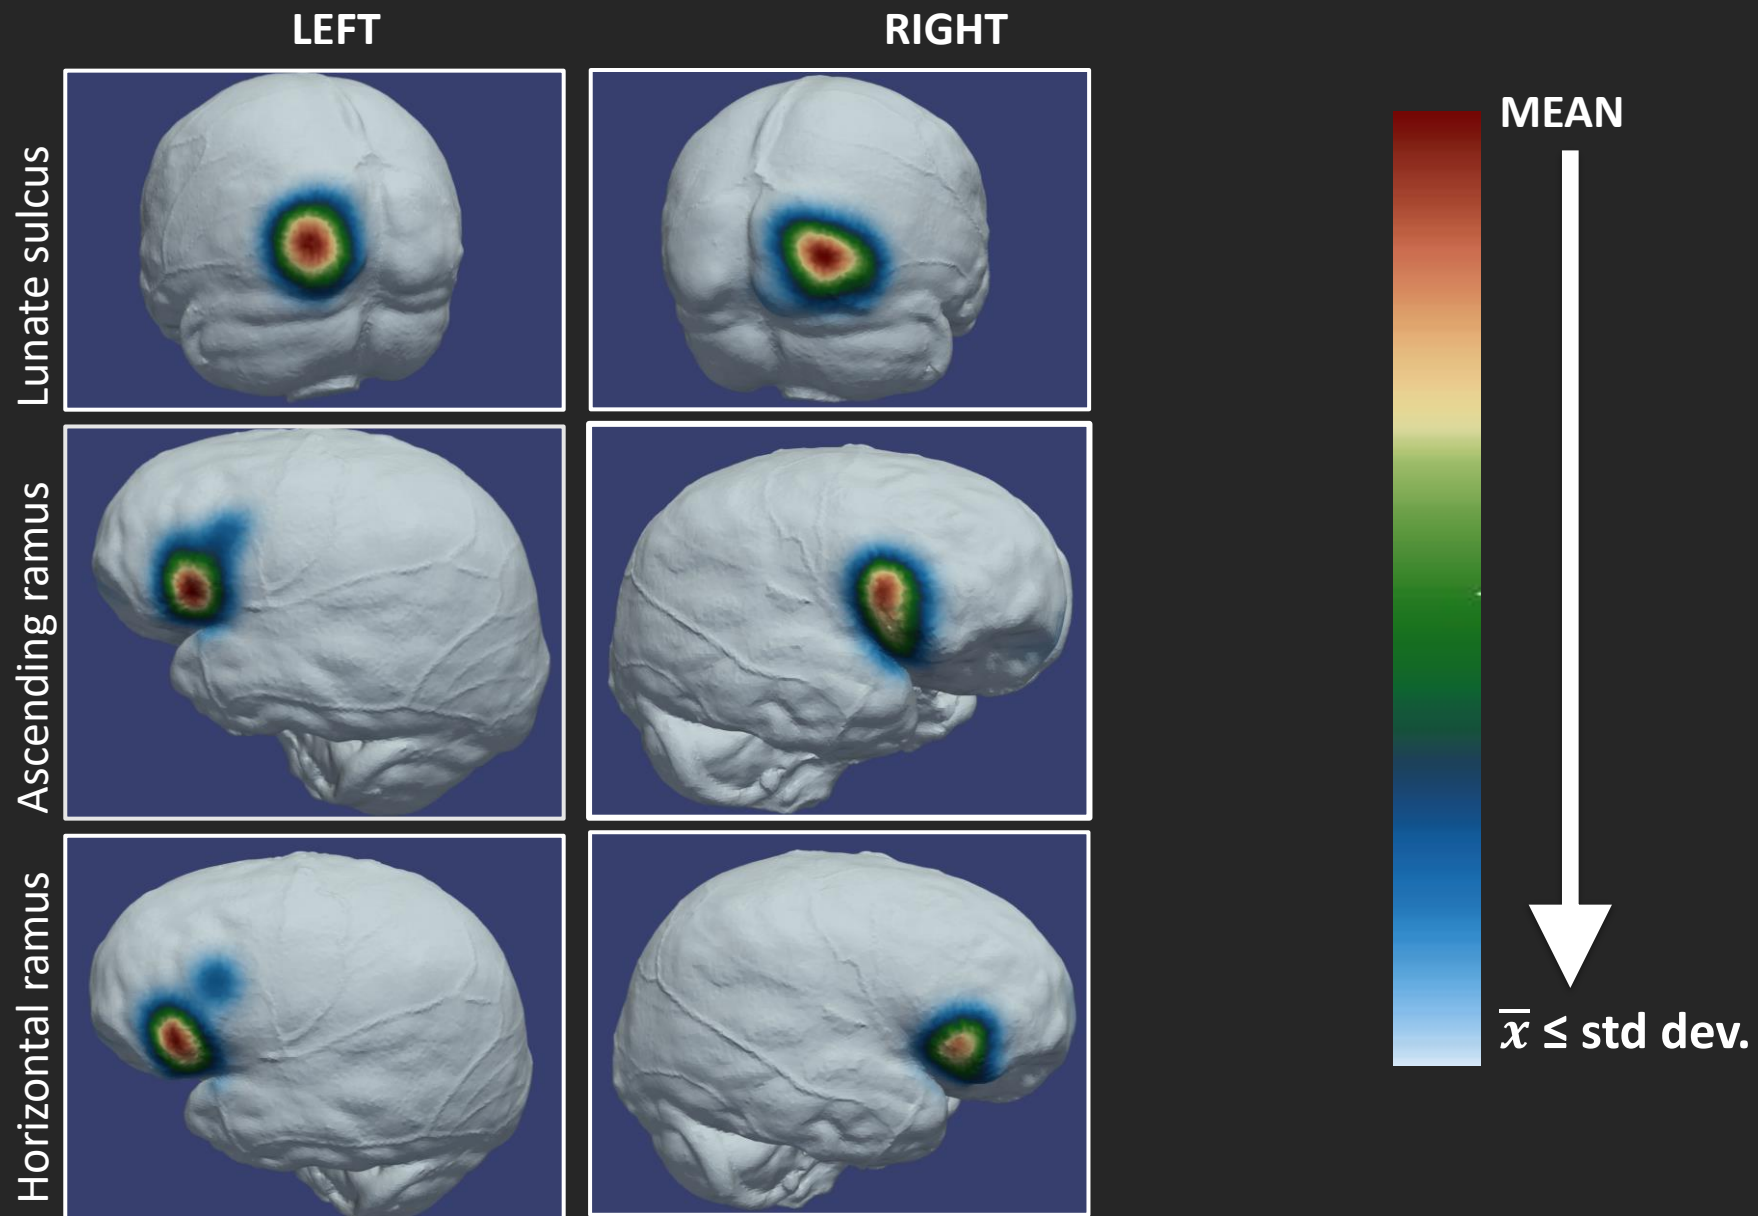 LEFT
RIGHT
Lunate sulcus
Ascending ramus
Horizontal ramus
MEAN
x̅ ≤ std dev.